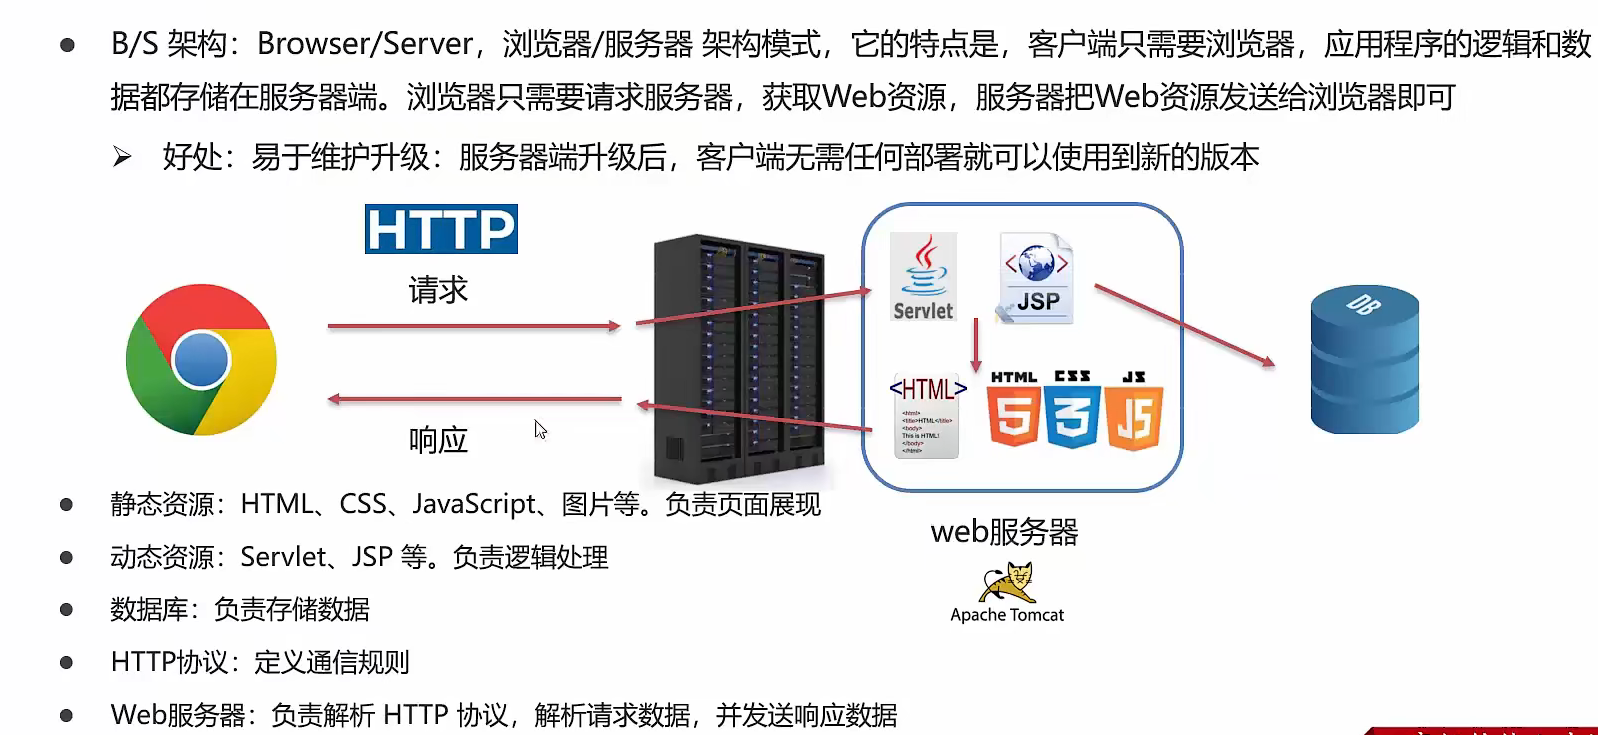 B/S 架构：Browser/Server，浏览器/服务器 架构模式，它的特点是，客户端只需要浏览器，应用程序的逻辑和数
据都存储在服务器端。浏览器只需要请求服务器，获取Web资源，服务器把Web资源发送给浏览器即可
好处：易于维护升级：服务器端升级后，客户端无需任何部署就可以使用到新的版本
HTTP
请求
响应
Servlet
JSP
<HTML>
<html>
<title>HTML</title>
<body>
This is HTML!
</body>
</html>
HTML
5
CSS
3
JS
JS
DB
web服务器
Apache Tomcat
静态资源：HTML、CSS、JavaScript、图片等。负责页面展现
动态资源：Servlet、JSP 等。负责逻辑处理
数据库：负责存储数据
HTTP协议：定义通信规则
Web服务器：负责解析 HTTP 协议，解析请求数据，并发送响应数据